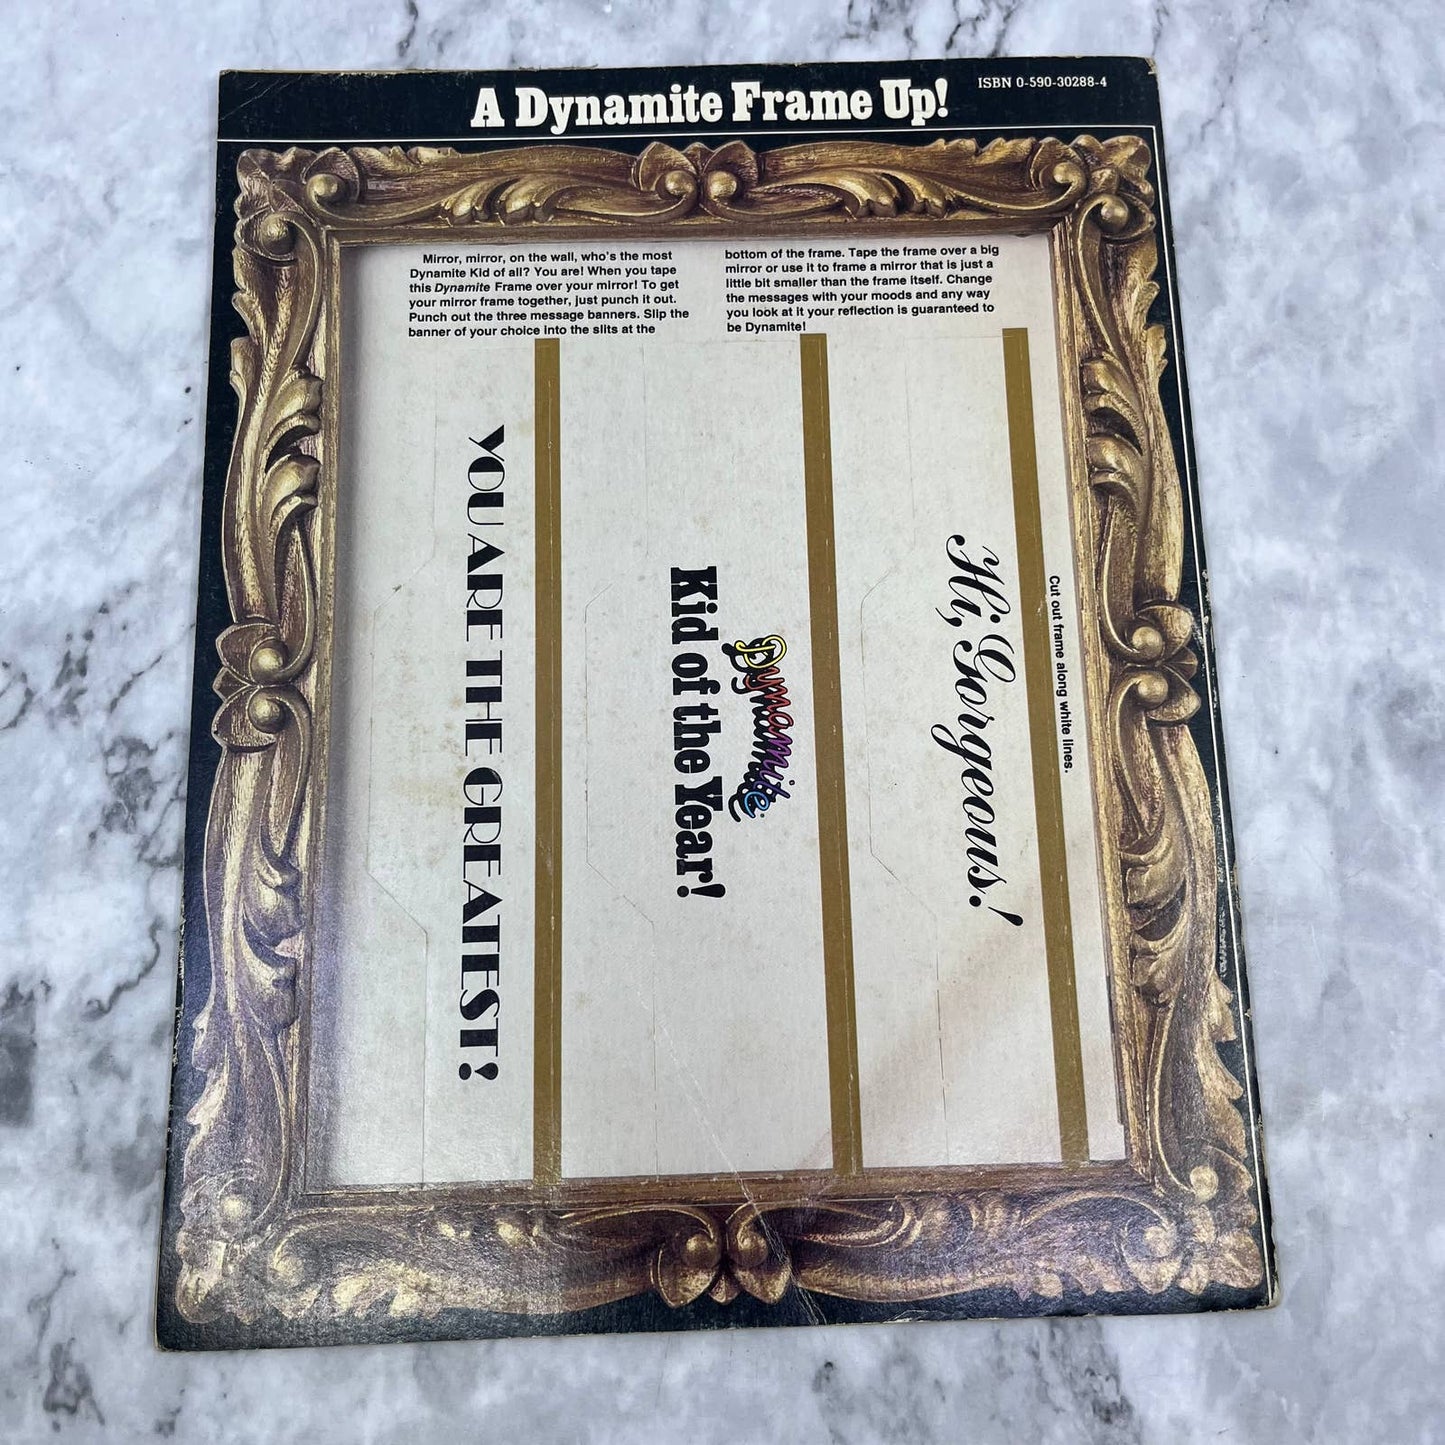 A Dynamite Frame Up!
ISBN 0-590-30288-4
Mirror, mirror, on the wall, who's the most
Dynamite Kid of all? You are! When you tape
this Dynamite Frame over your mirror! To get
your mirror frame together, just punch it out.
Punch out the three message banners. Slip the
banner of your choice into the slits at the
bottom of the frame. Tape the frame over a big
mirror or use it to frame a mirror that is just a
little bit smaller than the frame itself. Change
the messages with your moods and any way
you look at it your reflection is guaranteed to
be Dynamite!
YOU ARE THE GREATEST!
Dynamite
Kid of the Year!
Hi, Gorgeous!
Cut out frame along white lines.